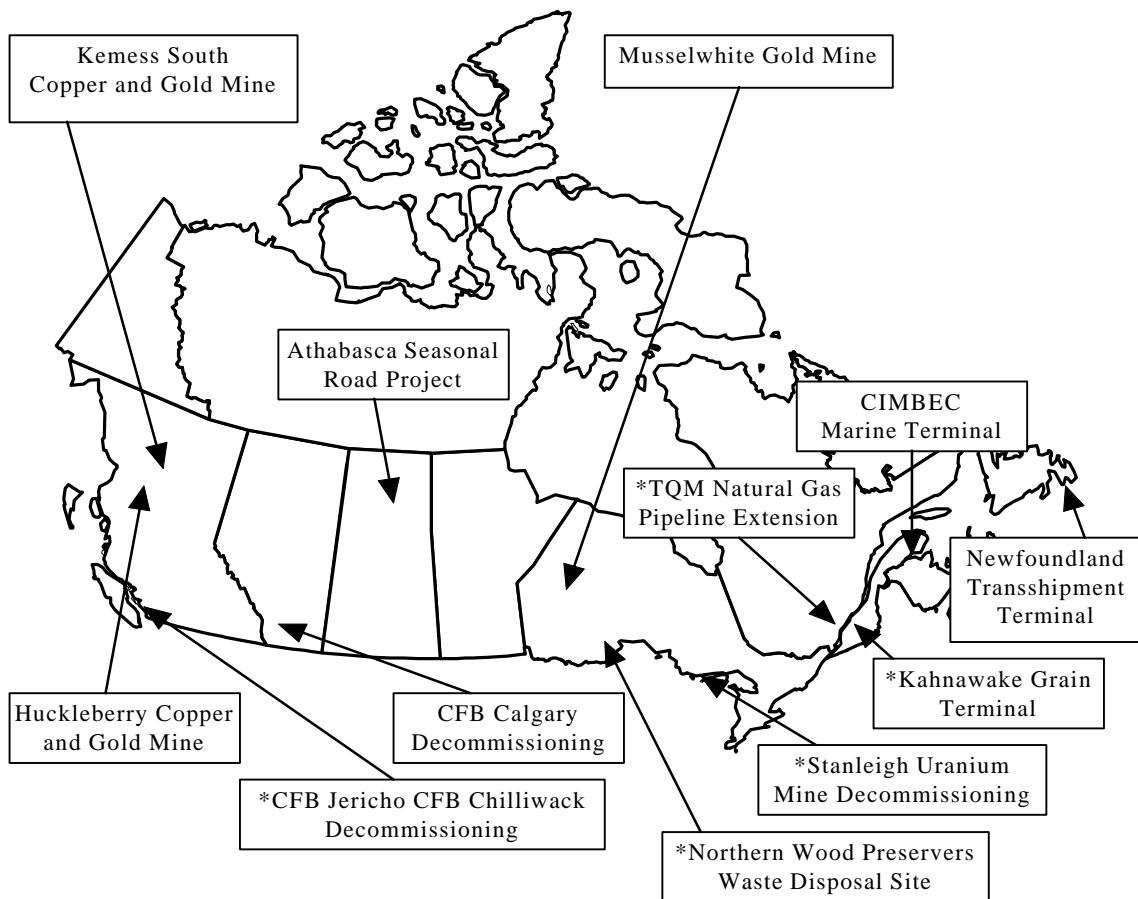 Kemess South
Copper and Gold Mine
Musselwhite Gold Mine
Athabasca Seasonal
Road Project
CIMBEC
Marine Terminal
*TQM Natural Gas
Pipeline Extension
Newfoundland
Transshipment
Terminal
*Kahnawake Grain
Terminal
Huckleberry Copper
and Gold Mine
CFB Calgary
Decommissioning
*Stanleigh Uranium
Mine Decommissioning
*CFB Jericho CFB Chilliwack
Decommissioning
*Northern Wood Preservers
Waste Disposal Site